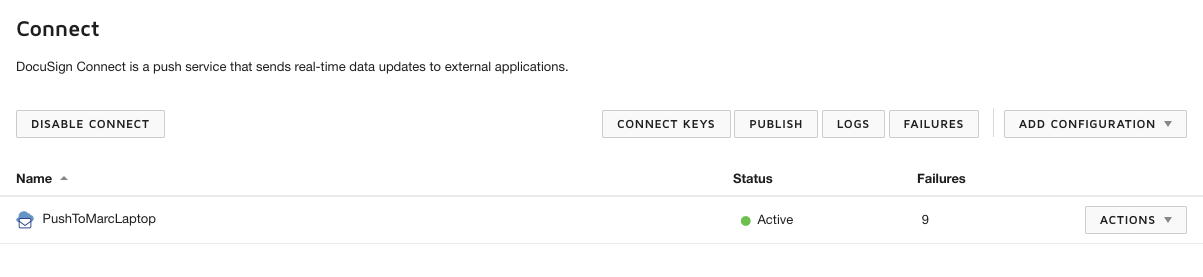 Connect
DocuSign Connect is a push service that sends real-time data updates to external applications.
DISABLE CONNECT CONNECT KEYS PUBLISH LOGS FAILURES ADD CONFIGURATION
Name Status Failures
PushToMarcLaptop Active 9 ACTIONS